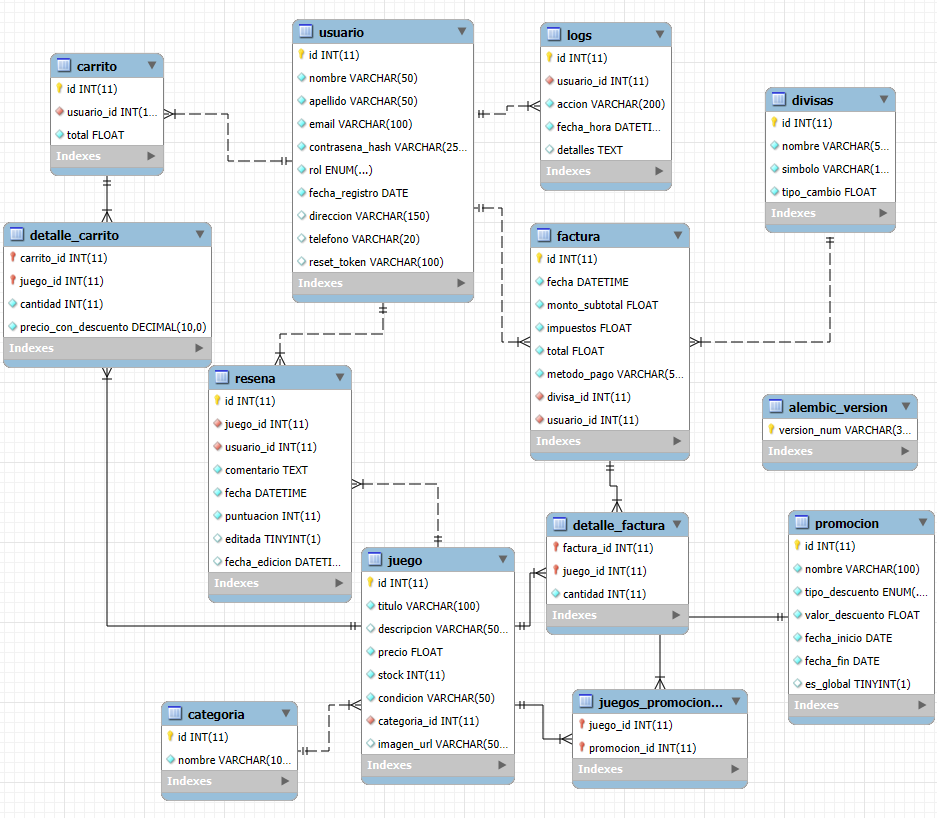 carrito
id INT(11)
usuario_id INT(1...
total FLOAT
Indexes
usuario
id INT(11)
nombre VARCHAR(50)
apellido VARCHAR(50)
email VARCHAR(100)
contrasena_hash VARCHAR(25...
rol ENUM(...)
fecha_registro DATE
direccion VARCHAR(150)
telefono VARCHAR(20)
reset_token VARCHAR(100)
Indexes
logs
id INT(11)
usuario_id INT(11)
accion VARCHAR(200)
fecha_hora DATETI...
detalles TEXT
Indexes
divisas
id INT(11)
nombre VARCHAR(5...
simbolo VARCHAR(1...
tipo_cambio FLOAT
Indexes
detalle_carrito
carrito_id INT(11)
juego_id INT(11)
cantidad INT(11)
precio_con_descuento DECIMAL(10,0)
Indexes
factura
id INT(11)
fecha DATETIME
monto_subtotal FLOAT
impuestos FLOAT
total FLOAT
metodo_pago VARCHAR(5...
divisa_id INT(11)
usuario_id INT(11)
Indexes
resena
id INT(11)
juego_id INT(11)
usuario_id INT(11)
comentario TEXT
fecha DATETIME
puntuacion INT(11)
editada TINYINT(1)
fecha_edicion DATETI...
Indexes
alembic_version
version_num VARCHAR(3...
Indexes
detalle_factura
factura_id INT(11)
juego_id INT(11)
cantidad INT(11)
Indexes
promocion
id INT(11)
nombre VARCHAR(100)
tipo_descuento ENUM(...
valor_descuento FLOAT
fecha_inicio DATE
fecha_fin DATE
es_global TINYINT(1)
Indexes
juego
id INT(11)
titulo VARCHAR(100)
descripcion VARCHAR(50...
precio FLOAT
stock INT(11)
condicion VARCHAR(50)
categoria_id INT(11)
imagen_url VARCHAR(50...
Indexes
categoria
id INT(11)
nombre VARCHAR(10...
Indexes
juegos_promocion...
juego_id INT(11)
promocion_id INT(11)
Indexes